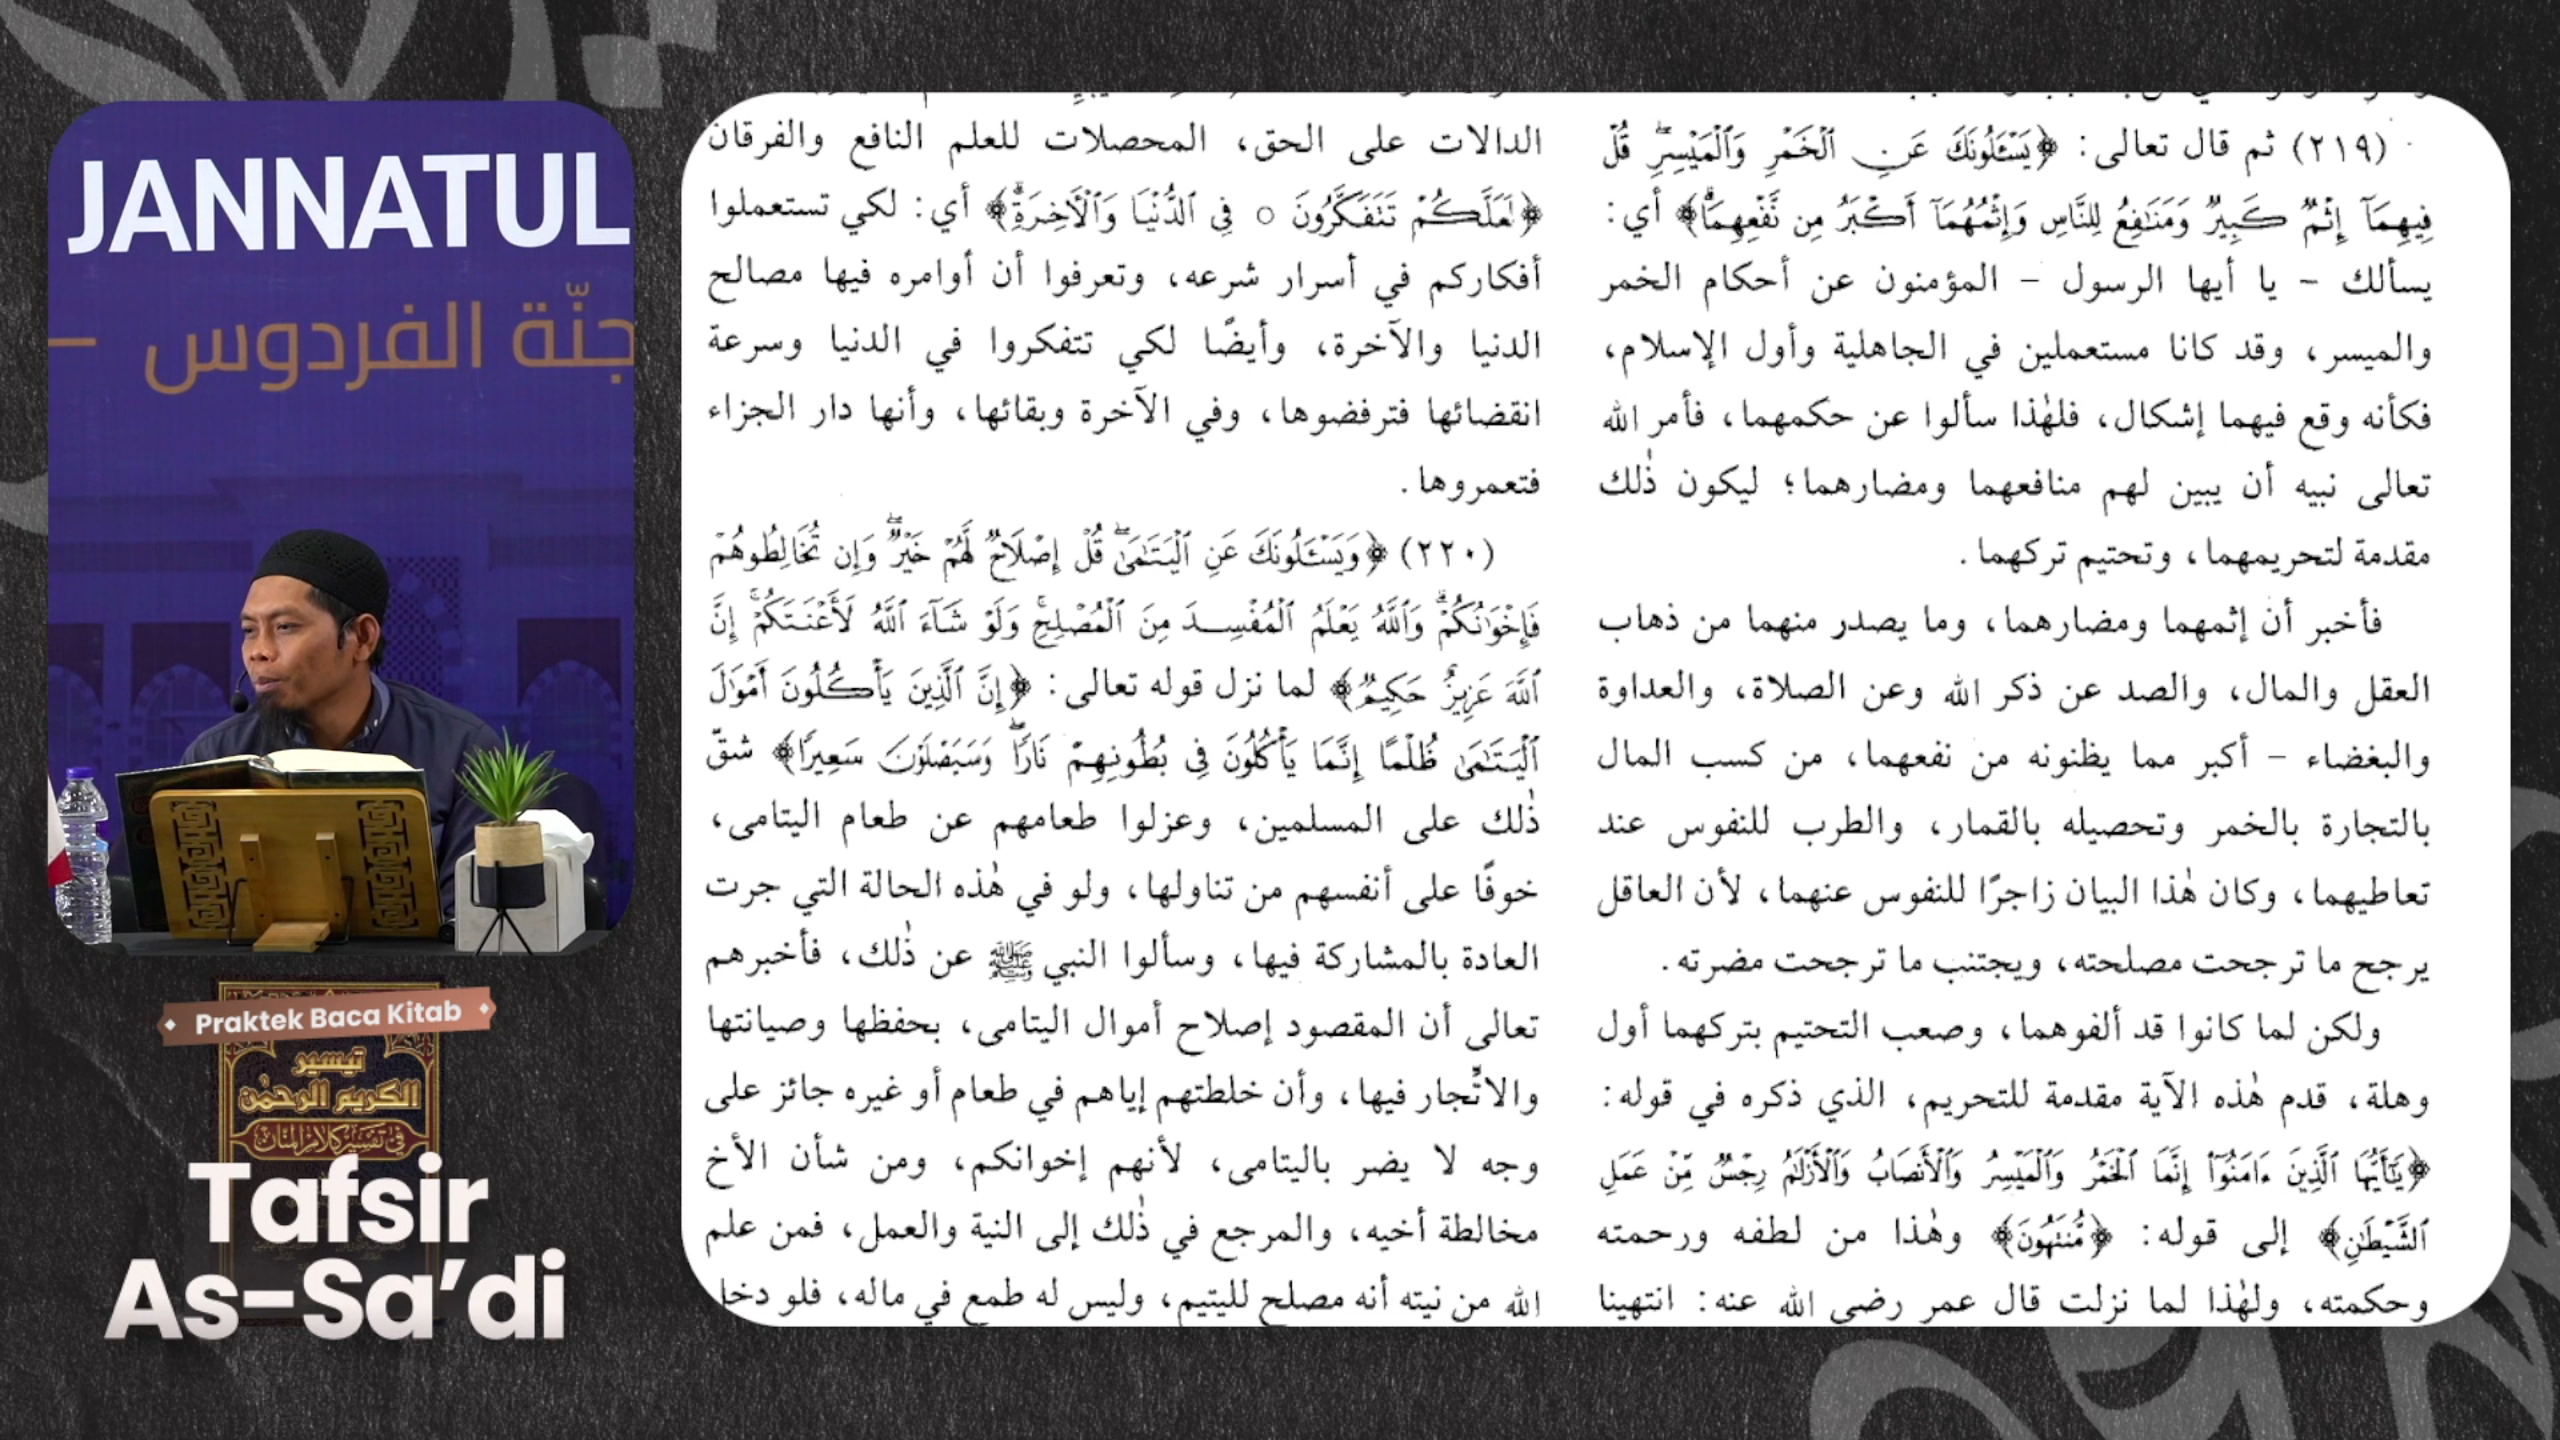 JANNATUL
جنّة الفردوس –
Praktek Baca Kitab
تيسير
الكريم الرحمٰن
في تفسير كلام المنان
Tafsir
As-Sa’di
(٢١٩) ثم قال تعالى: ﴿يَسْـَٔلُونَكَ عَنِ ٱلْخَمْرِ وَٱلْمَيْسِرِۖ قُلْ
فِيهِمَآ إِثْمٌ كَبِيرٌ وَمَنَـٰفِعُ لِلنَّاسِ وَإِثْمُهُمَآ أَكْبَرُ مِن نَّفْعِهِمَاۗ﴾ أي:
يسألك – يا أيها الرسول – المؤمنون عن أحكام الخمر
والميسر، وقد كانا مستعملين في الجاهلية وأول الإسلام،
فكأنه وقع فيهما إشكال، فلهٰذا سألوا عن حكمهما، فأمر الله
تعالى نبيه أن يبين لهم منافعهما ومضارهما؛ ليكون ذٰلك
مقدمة لتحريمهما، وتحتيم تركهما.
فأخبر أن إثمهما ومضارهما، وما يصدر منهما من ذهاب
العقل والمال، والصد عن ذكر الله وعن الصلاة، والعداوة
والبغضاء – أكبر مما يظنونه من نفعهما، من كسب المال
بالتجارة بالخمر وتحصيله بالقمار، والطرب للنفوس عند
تعاطيهما، وكان هٰذا البيان زاجرًا للنفوس عنهما، لأن العاقل
يرجح ما ترجحت مصلحته، ويجتنب ما ترجحت مضرته.
ولكن لما كانوا قد ألفوهما، وصعب التحتيم بتركهما أول
وهلة، قدم هٰذه الآية مقدمة للتحريم، الذي ذكره في قوله:
﴿يَـٰٓأَيُّهَا ٱلَّذِينَ ءَامَنُوٓا۟ إِنَّمَا ٱلْخَمْرُ وَٱلْمَيْسِرُ وَٱلْأَنصَابُ وَٱلْأَزْلَـٰمُ رِجْسٌ مِّنْ عَمَلِ
ٱلشَّيْطَـٰنِ﴾ إلى قوله: ﴿مُّنتَهُونَ﴾ وهٰذا من لطفه ورحمته
وحكمته، ولهٰذا لما نزلت قال عمر رضي الله عنه: انتهينا
الدالات على الحق، المحصلات للعلم النافع والفرقان
﴿لَعَلَّكُمْ تَتَفَكَّرُونَ ○ فِى ٱلدُّنْيَا وَٱلْـَٔاخِرَةِۗ﴾ أي: لكي تستعملوا
أفكاركم في أسرار شرعه، وتعرفوا أن أوامره فيها مصالح
الدنيا والآخرة، وأيضًا لكي تتفكروا في الدنيا وسرعة
انقضائها فترفضوها، وفي الآخرة وبقائها، وأنها دار الجزاء
فتعمروها.
(٢٢٠) ﴿وَيَسْـَٔلُونَكَ عَنِ ٱلْيَتَـٰمَىٰۖ قُلْ إِصْلَاحٌ لَّهُمْ خَيْرٌۖ وَإِن تُخَالِطُوهُمْ
فَإِخْوَٰنُكُمْۚ وَٱللَّهُ يَعْلَمُ ٱلْمُفْسِدَ مِنَ ٱلْمُصْلِحِۚ وَلَوْ شَآءَ ٱللَّهُ لَأَعْنَتَكُمْۚ إِنَّ
ٱللَّهَ عَزِيزٌ حَكِيمٌ﴾ لما نزل قوله تعالى: ﴿إِنَّ ٱلَّذِينَ يَأْكُلُونَ أَمْوَٰلَ
ٱلْيَتَـٰمَىٰ ظُلْمًا إِنَّمَا يَأْكُلُونَ فِى بُطُونِهِمْ نَارًاۖ وَسَيَصْلَوْنَ سَعِيرًا﴾ شقّ
ذٰلك على المسلمين، وعزلوا طعامهم عن طعام اليتامى،
خوفًا على أنفسهم من تناولها، ولو في هٰذه الحالة التي جرت
العادة بالمشاركة فيها، وسألوا النبي ﷺ عن ذٰلك، فأخبرهم
تعالى أن المقصود إصلاح أموال اليتامى، بحفظها وصيانتها
والاتِّجار فيها، وأن خلطتهم إياهم في طعام أو غيره جائز على
وجه لا يضر باليتامى، لأنهم إخوانكم، ومن شأن الأخ
مخالطة أخيه، والمرجع في ذٰلك إلى النية والعمل، فمن علم
الله من نيته أنه مصلح لليتيم، وليس له طمع في ماله، فلو دخل